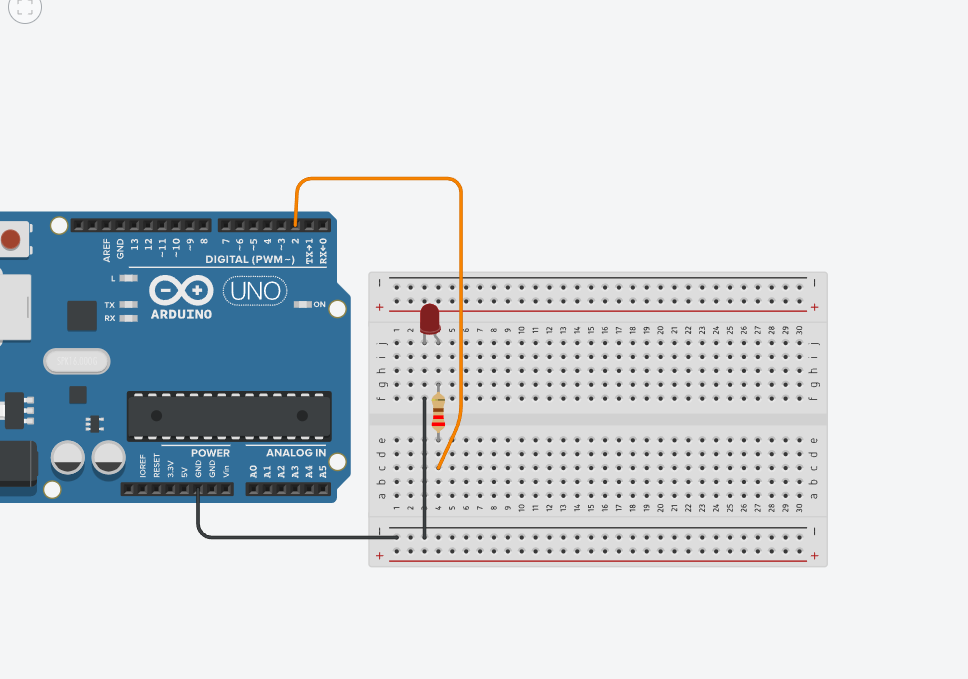 AREF
GND
13
12
~11
~10
~9
8
7
~6
~5
4
~3
2
TX→1
RX←0
DIGITAL (PWM~)
L
TX
RX
ARDUINO
UNO
ON
POWER
ANALOG IN
IOREF
RESET
3.3V
5V
GND
GND
Vin
A0
A1
A2
A3
A4
A5
− −
+ +
1 2 5 6 7 8 9 10 11 12 13 14 15 16 17 18 19 20 21 22 23 24 25 26 27 28 29 30
j j
i i
h h
g g
f f
e e
d d
c c
b b
a a
1 2 3 4 5 6 7 8 9 10 11 12 13 14 15 16 17 18 19 20 21 22 23 24 25 26 27 28 29 30
− −
+ +